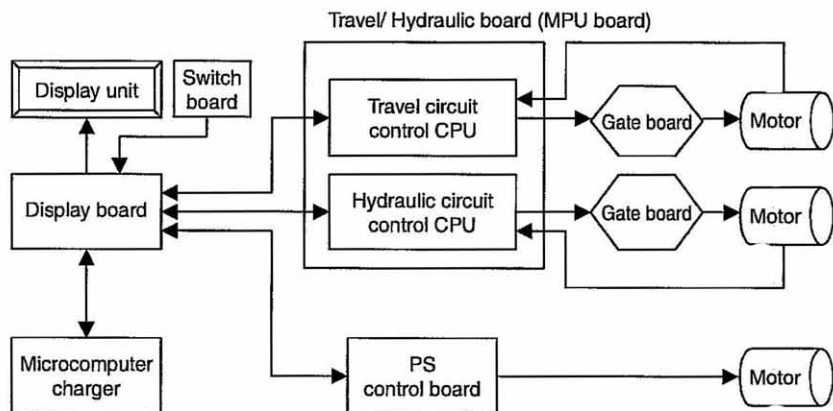 Travel/ Hydraulic board (MPU board)
Display unit
Switch
board
Travel circuit
control CPU
Gate board
Motor
Display board
Hydraulic circuit
control CPU
Gate board
Motor
Microcomputer
charger
PS
control board
Motor